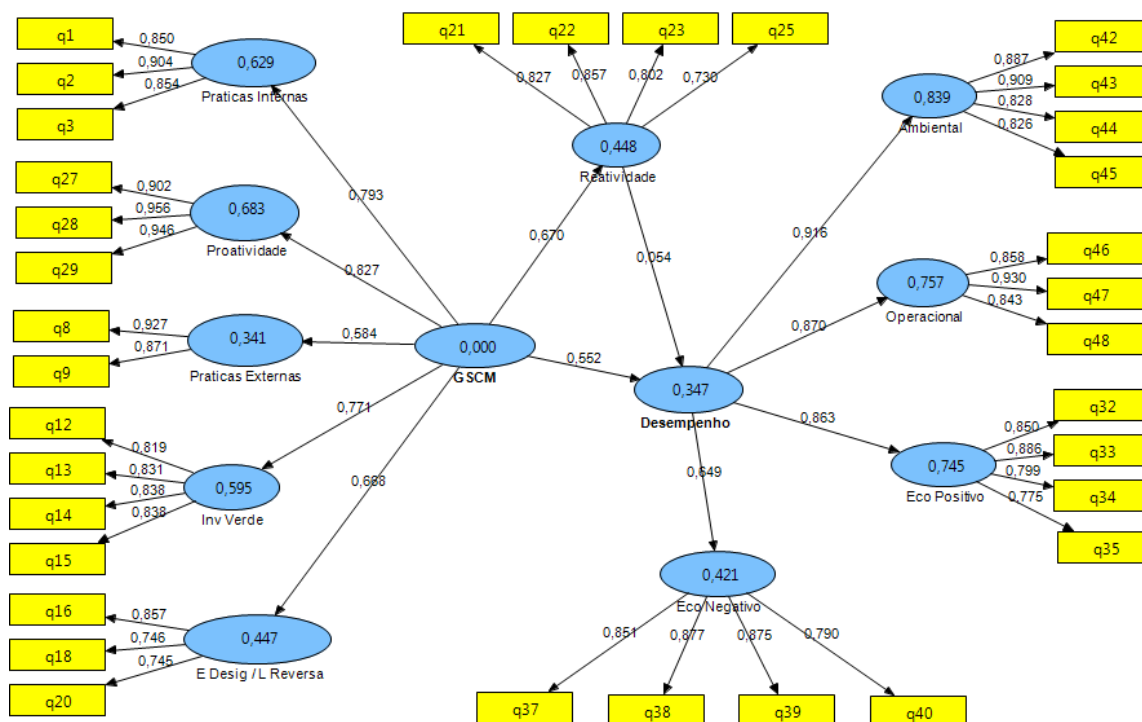 q1
q2
q3
0,850
0,904
0,854
0,629
Praticas Internas
q27
q28
q29
0,902
0,956
0,946
0,683
Proatividade
q8
q9
0,927
0,871
0,341
Praticas Externas
q12
q13
q14
q15
0,819
0,831
0,838
0,838
0,595
Inv Verde
q16
q18
q20
0,857
0,746
0,745
0,447
E Desig / L Reversa
0,793
0,827
0,584
0,771
0,668
0,670
0,552
0,000
GSCM
q21
q22
q23
q25
0,827
0,857
0,802
0,730
0,448
Reatividade
0,054
0,347
Desempenho
0,916
0,870
0,863
0,649
q42
q43
q44
q45
0,887
0,909
0,828
0,826
0,839
Ambiental
q46
q47
q48
0,858
0,930
0,843
0,757
Operacional
q32
q33
q34
q35
0,850
0,886
0,799
0,775
0,745
Eco Positivo
0,421
Eco Negativo
0,851
0,877
0,875
0,790
q37
q38
q39
q40